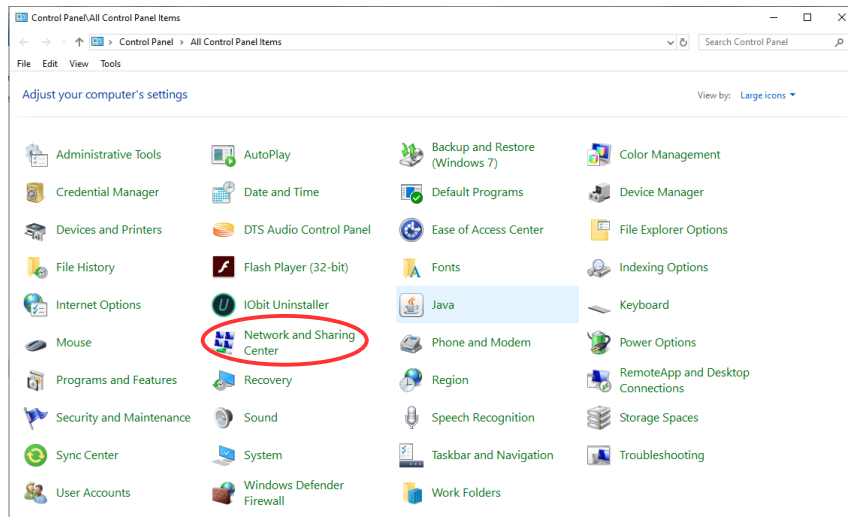 Control Panel\All Control Panel Items
Control Panel > All Control Panel Items
Search Control Panel
File Edit View Tools
Adjust your computer's settings
View by: Large icons
Administrative Tools
AutoPlay
Backup and Restore
(Windows 7)
Color Management
Credential Manager
Date and Time
Default Programs
Device Manager
Devices and Printers
DTS Audio Control Panel
Ease of Access Center
File Explorer Options
File History
Flash Player (32-bit)
Fonts
Indexing Options
Internet Options
IObit Uninstaller
Java
Keyboard
Mouse
Network and Sharing
Center
Phone and Modem
Power Options
Programs and Features
Recovery
Region
RemoteApp and Desktop
Connections
Security and Maintenance
Sound
Speech Recognition
Storage Spaces
Sync Center
System
Taskbar and Navigation
Troubleshooting
User Accounts
Windows Defender
Firewall
Work Folders